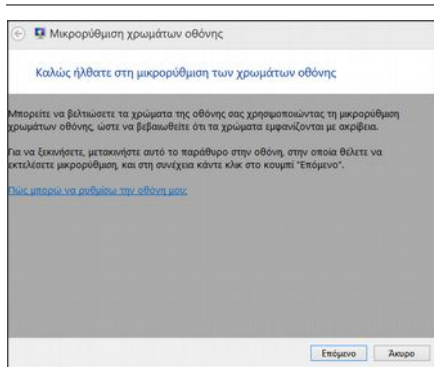 Μικρορύθμιση χρωμάτων οθόνης
Καλώς ήλθατε στη μικρορύθμιση των χρωμάτων οθόνης
Μπορείτε να βελτιώσετε τα χρώματα της οθόνης σας χρησιμοποιώντας τη μικρορύθμιση
χρωμάτων οθόνης, ώστε να βεβαιωθείτε ότι τα χρώματα εμφανίζονται με ακρίβεια.
Για να ξεκινήσετε, μετακινήστε αυτό το παράθυρο στην οθόνη, στην οποία θέλετε να
εκτελέσετε μικρορύθμιση, και στη συνέχεια κάντε κλικ στο κουμπί "Επόμενο".
Πώς μπορώ να ρυθμίσω την οθόνη μου;
Επόμενο Άκυρο